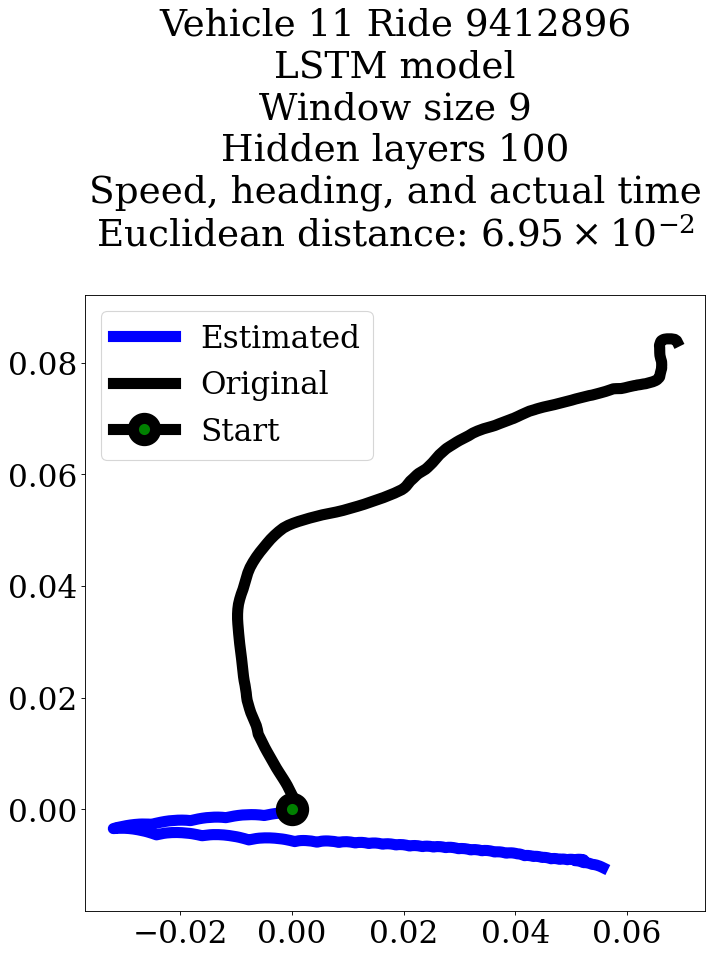 Vehicle 11 Ride 9412896
LSTM model
Window size 9
Hidden layers 100
Speed, heading, and actual time
Euclidean distance: 6.95 × 10⁻²
Estimated
Original
Start
0.08
0.06
0.04
0.02
0.00
−0.02 0.00 0.02 0.04 0.06